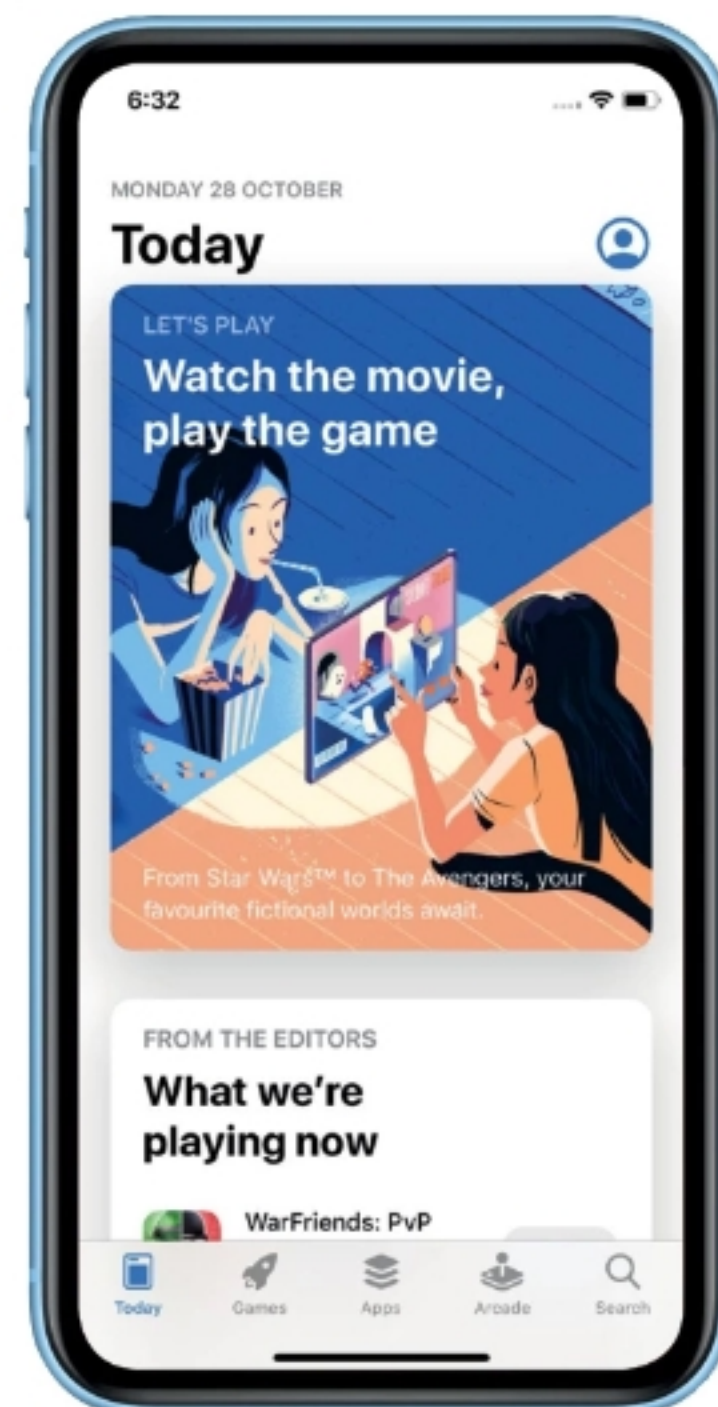 6:32
MONDAY 28 OCTOBER
Today
LET'S PLAY
Watch the movie,
play the game
From Star Wars™ to The Avengers, your
favourite fictional worlds await.
FROM THE EDITORS
What we're
playing now
WarFriends: PvP
Today
Games
Apps
Arcade
Search